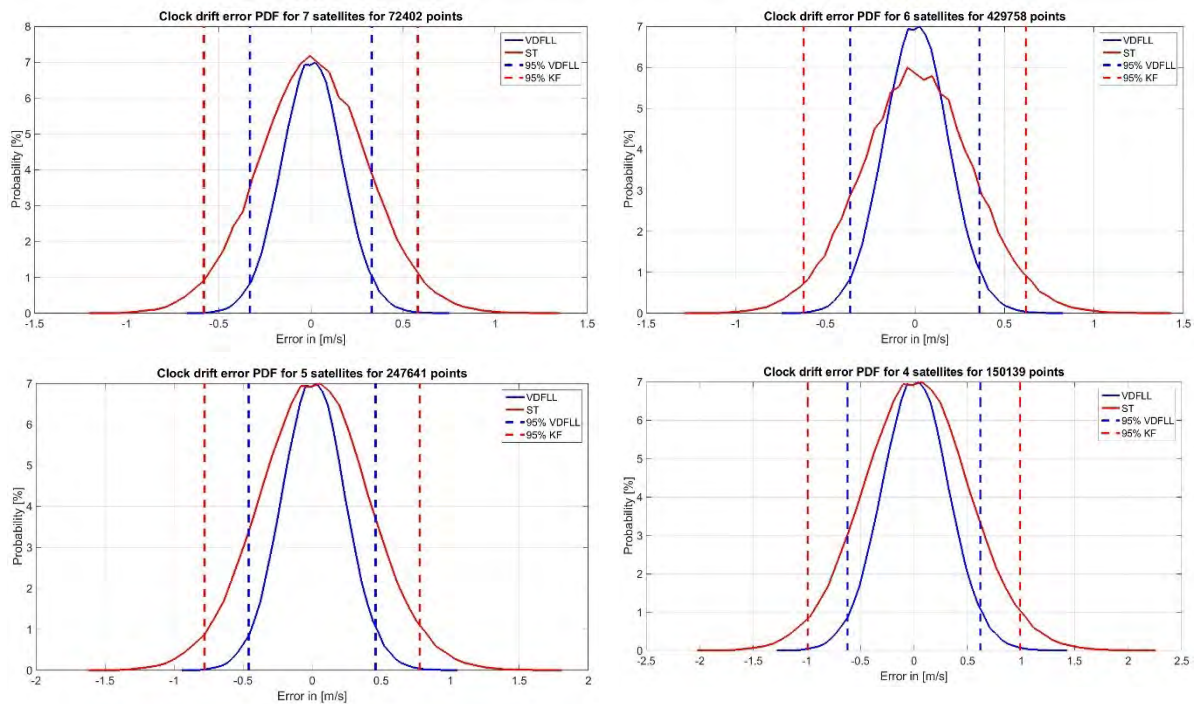 Clock drift error PDF for 7 satellites for 72402 points
8
7
6
5
4
3
2
1
0
Probability [%]
-1.5 -1 -0.5 0 0.5 1 1.5
Error in [m/s]
VDFLL
ST
95% VDFLL
95% KF
Clock drift error PDF for 6 satellites for 429758 points
7
6
5
4
3
2
1
0
Probability [%]
-1.5 -1 -0.5 0 0.5 1 1.5
Error in [m/s]
VDFLL
ST
95% VDFLL
95% KF
Clock drift error PDF for 5 satellites for 247641 points
7
6
5
4
3
2
1
0
Probability [%]
-2 -1.5 -1 -0.5 0 0.5 1 1.5 2
Error in [m/s]
VDFLL
ST
95% VDFLL
95% KF
Clock drift error PDF for 4 satellites for 150139 points
7
6
5
4
3
2
1
0
Probability [%]
-2.5 -2 -1.5 -1 -0.5 0 0.5 1 1.5 2 2.5
Error in [m/s]
VDFLL
ST
95% VDFLL
95% KF